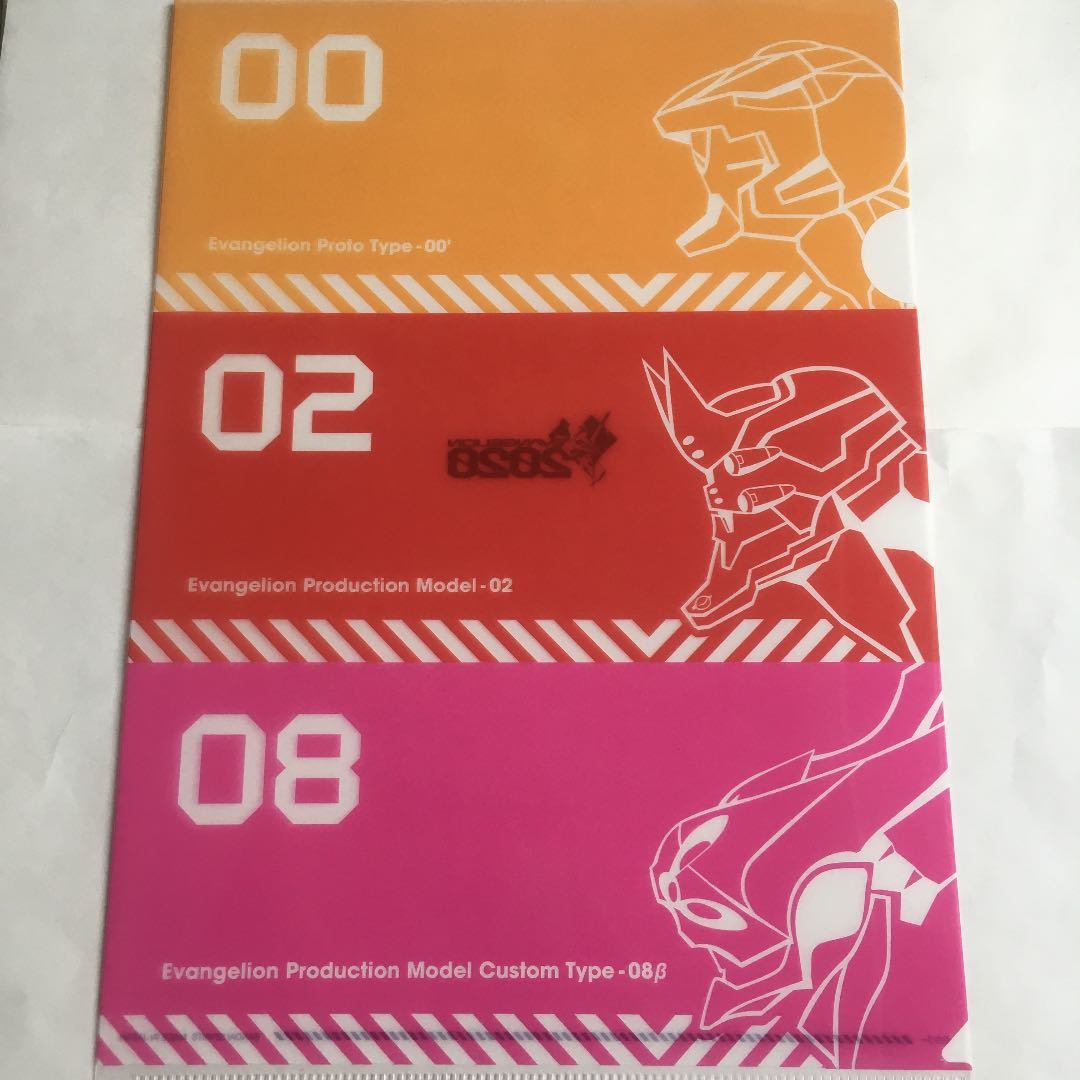 00
Evangelion Proto Type-00'
02
EVANGELION
2020
Evangelion Production Model-02
08
Evangelion Production Model Custom Type-08β